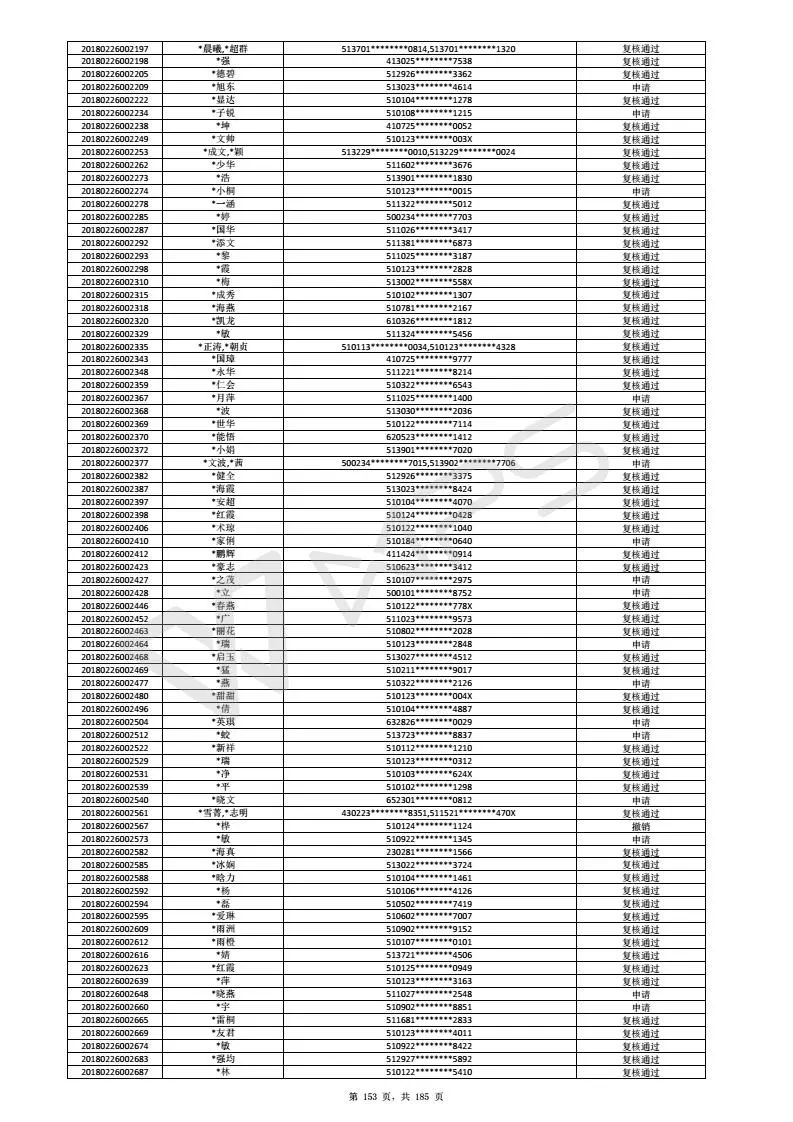 20180226002197 *晨曦,*超群 513701********0814,513701********1320 复核通过
20180226002198 *强 413025********7538 复核通过
20180226002205 *德碧 512926********3362 复核通过
20180226002209 *旭东 513023********4614 申请
20180226002222 *显达 510104********1278 复核通过
20180226002234 *子锐 510108********1215 申请
20180226002238 *坤 410725********0052 复核通过
20180226002249 *文帅 510123********003X 复核通过
20180226002253 *成文,*颖 513229********0010,513229********0024 复核通过
20180226002262 *少华 511602********3676 复核通过
20180226002273 *浩 513901********1830 复核通过
20180226002274 *小桐 510123********0015 申请
20180226002278 *一涵 511322********5012 复核通过
20180226002285 *婷 500234********7703 复核通过
20180226002287 *国华 511026********3417 复核通过
20180226002292 *添文 511381********6873 复核通过
20180226002293 *黎 511025********3187 复核通过
20180226002298 *霞 510123********2828 复核通过
20180226002310 *梅 513002********558X 复核通过
20180226002315 *成秀 510102********1307 复核通过
20180226002318 *海燕 510781********2167 复核通过
20180226002320 *凯龙 610326********1812 复核通过
20180226002329 *敏 511324********5456 复核通过
20180226002335 *正涛,*朝贞 510113********0034,510123********4328 复核通过
20180226002343 *国璋 410725********9777 复核通过
20180226002348 *永华 511221********8214 复核通过
20180226002359 *仁会 510322********6543 复核通过
20180226002367 *月萍 511025********1400 申请
20180226002368 *波 513030********2036 复核通过
20180226002369 *世华 510122********7114 复核通过
20180226002370 *能悟 620523********1412 复核通过
20180226002372 *小娟 513901********7020 复核通过
20180226002377 *文波,*茜 500234********7015,513902********7706 申请
20180226002382 *健全 512926********3375 复核通过
20180226002387 *海霞 513023********8424 复核通过
20180226002397 *安超 510104********4070 复核通过
20180226002398 *红霞 510124********0428 复核通过
20180226002406 *术琼 510122********1040 复核通过
20180226002410 *家俐 510184********0640 申请
20180226002412 *鹏辉 411424********0914 复核通过
20180226002423 *豪志 510623********3412 复核通过
20180226002427 *之茂 510107********2975 申请
20180226002428 *立 500101********8752 申请
20180226002446 *春燕 510122********778X 复核通过
20180226002452 *广 511023********9573 复核通过
20180226002463 *丽花 510802********2028 复核通过
20180226002464 *瑞 510123********2848 申请
20180226002468 *启玉 513027********4512 复核通过
20180226002469 *猛 510211********9017 复核通过
20180226002477 *燕 510322********2126 申请
20180226002480 *甜甜 510123********004X 复核通过
20180226002496 *倩 510104********4887 复核通过
20180226002504 *英琪 632826********0029 申请
20180226002512 *蛟 513723********8837 申请
20180226002522 *新祥 510112********1210 复核通过
20180226002529 *瑞 510123********0312 复核通过
20180226002531 *净 510103********624X 复核通过
20180226002539 *平 510102********1298 复核通过
20180226002540 *晓文 652301********0812 申请
20180226002561 *雪菁,*志明 430223********8351,511521********470X 复核通过
20180226002567 *桦 510124********1124 撤销
20180226002573 *敏 510922********1345 申请
20180226002582 *海真 230281********1566 复核通过
20180226002585 *冰娴 513022********3724 复核通过
20180226002588 *晗力 510104********1461 复核通过
20180226002592 *杨 510106********4126 复核通过
20180226002594 *磊 510502********7419 复核通过
20180226002595 *爱琳 510602********7007 复核通过
20180226002609 *雨洲 510902********9152 复核通过
20180226002612 *雨橙 510107********0101 复核通过
20180226002616 *婧 513721********4506 复核通过
20180226002623 *红霞 510125********0949 复核通过
20180226002639 *萍 510123********3163 复核通过
20180226002648 *晓燕 511027********2548 申请
20180226002660 *宇 510902********8851 申请
20180226002665 *雷桐 511681********2833 复核通过
20180226002669 *友君 510123********4011 复核通过
20180226002674 *敏 510922********8422 复核通过
20180226002683 *强均 512927********5892 复核通过
20180226002687 *林 510122********5410 复核通过
第 153 页，共 185 页